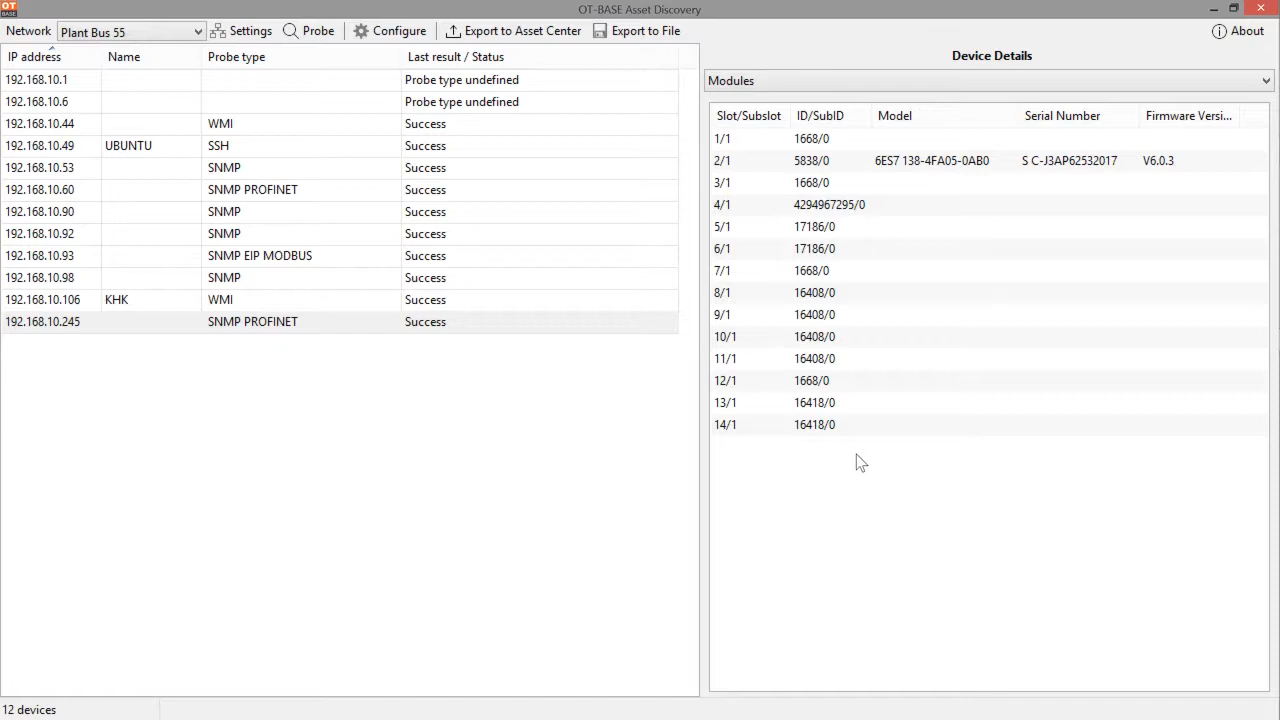 OT BASE
OT-BASE Asset Discovery
Network Plant Bus 55 Settings Probe Configure Export to Asset Center Export to File About
IP address Name Probe type Last result / Status
192.168.10.1 Probe type undefined
192.168.10.6 Probe type undefined
192.168.10.44 WMI Success
192.168.10.49 UBUNTU SSH Success
192.168.10.53 SNMP Success
192.168.10.60 SNMP PROFINET Success
192.168.10.90 SNMP Success
192.168.10.92 SNMP Success
192.168.10.93 SNMP EIP MODBUS Success
192.168.10.98 SNMP Success
192.168.10.106 KHK WMI Success
192.168.10.245 SNMP PROFINET Success
Device Details
Modules
Slot/Subslot ID/SubID Model Serial Number Firmware Versi...
1/1 1668/0
2/1 5838/0 6ES7 138-4FA05-0AB0 S C-J3AP62532017 V6.0.3
3/1 1668/0
4/1 4294967295/0
5/1 17186/0
6/1 17186/0
7/1 1668/0
8/1 16408/0
9/1 16408/0
10/1 16408/0
11/1 16408/0
12/1 1668/0
13/1 16418/0
14/1 16418/0
12 devices